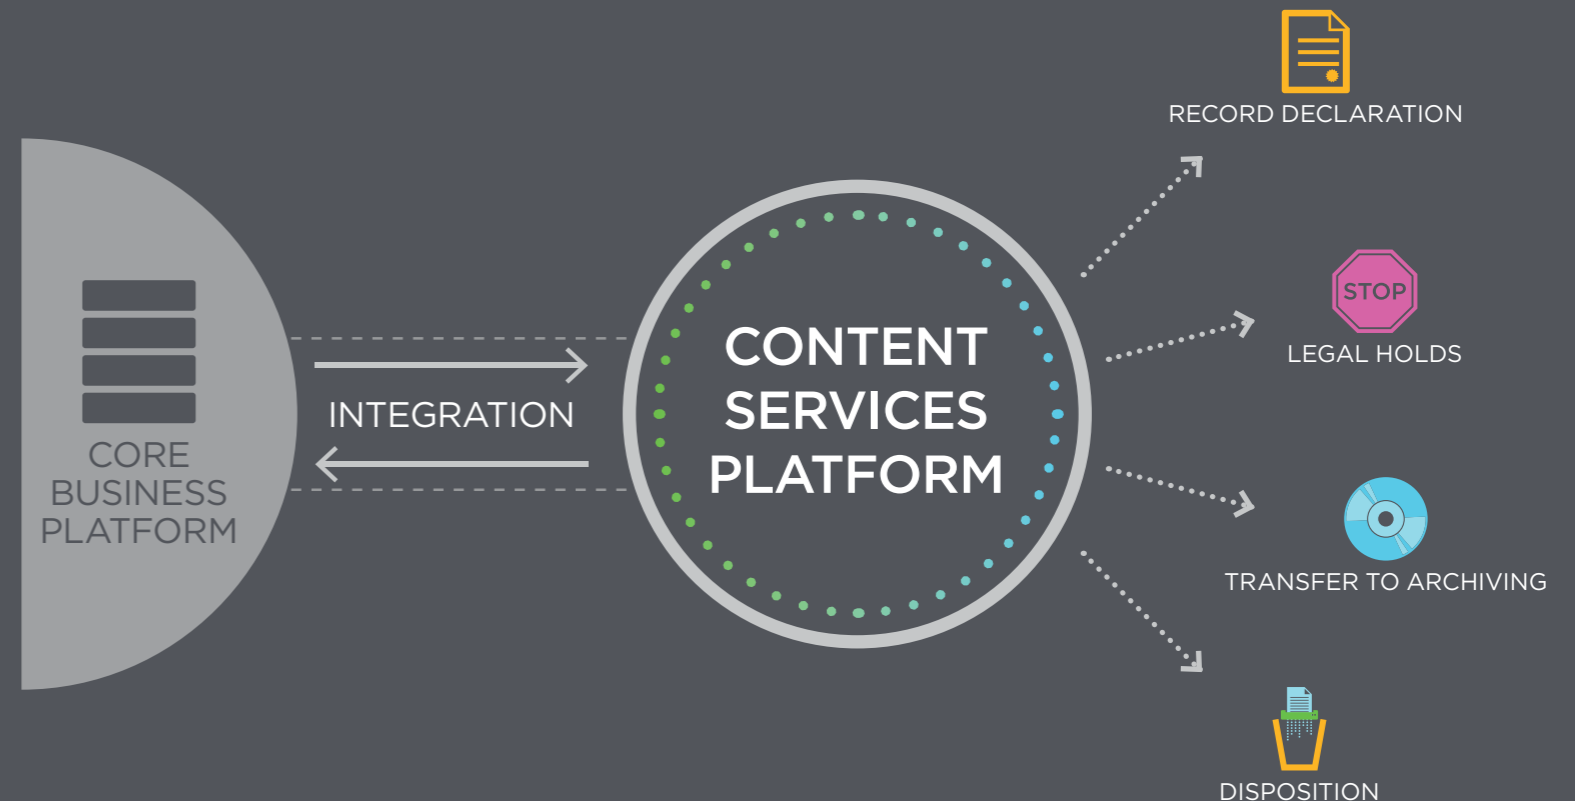 CORE
BUSINESS
PLATFORM
INTEGRATION
CONTENT
SERVICES
PLATFORM
RECORD DECLARATION
STOP
LEGAL HOLDS
TRANSFER TO ARCHIVING
DISPOSITION